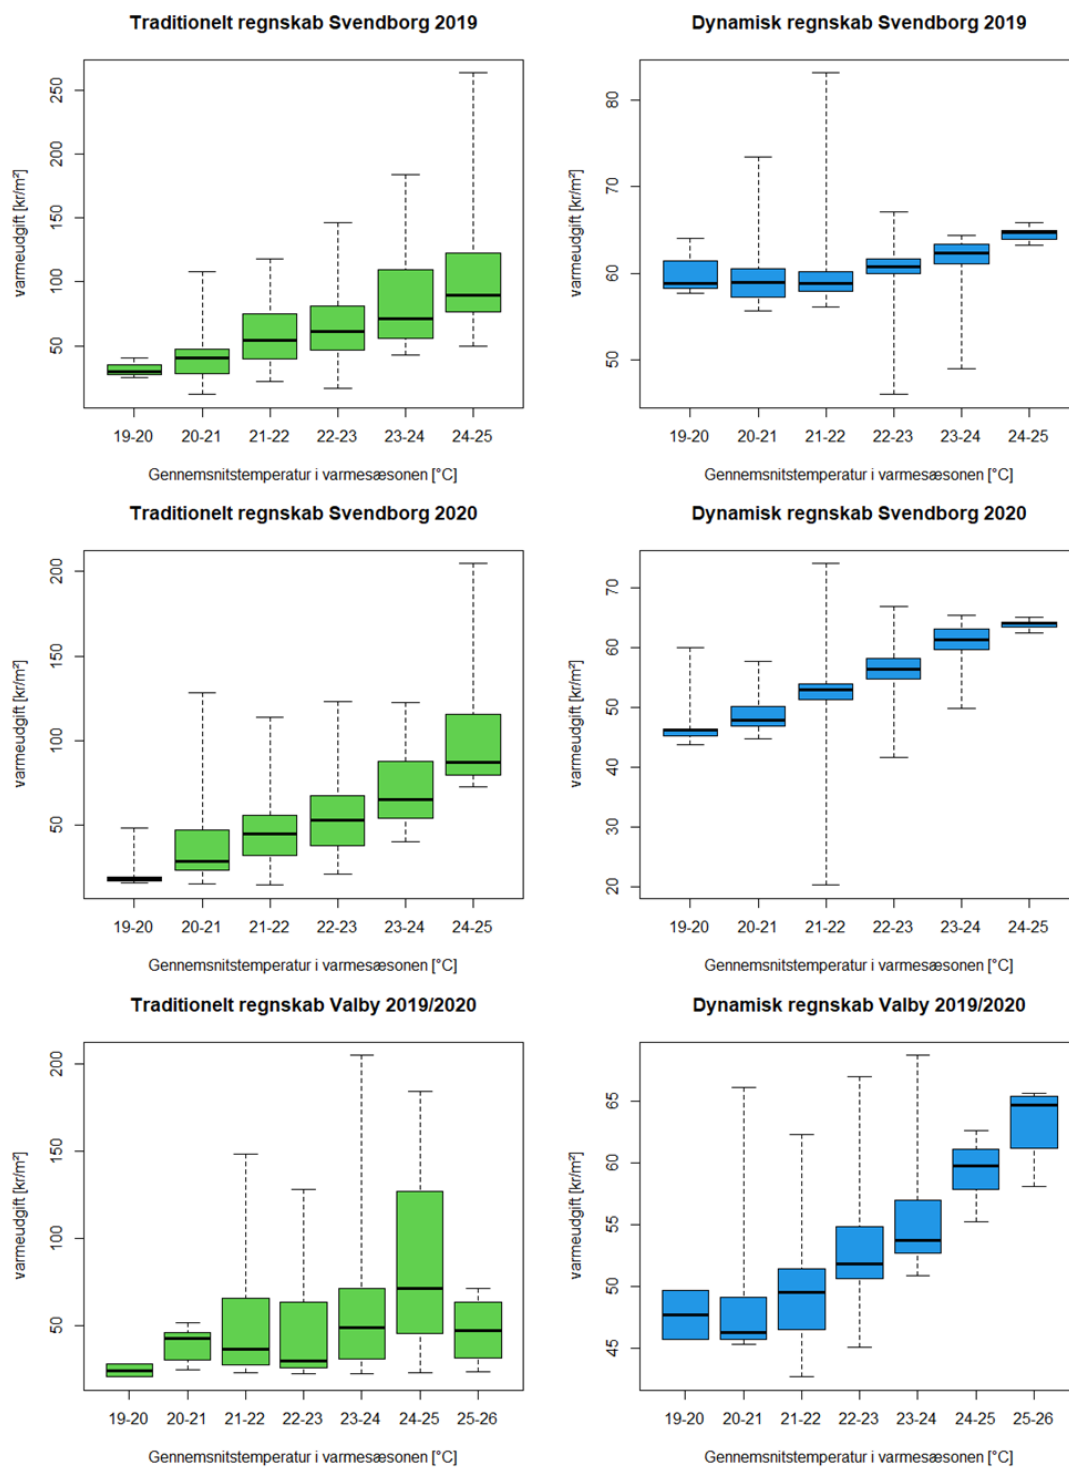 Traditionelt regnskab Svendborg 2019
varmeudgift [kr/m²]
250
200
150
100
50
19-20 20-21 21-22 22-23 23-24 24-25
Gennemsnitstemperatur i varmesæsonen [°C]
Dynamisk regnskab Svendborg 2019
varmeudgift [kr/m²]
80
70
60
50
19-20 20-21 21-22 22-23 23-24 24-25
Gennemsnitstemperatur i varmesæsonen [°C]
Traditionelt regnskab Svendborg 2020
varmeudgift [kr/m²]
200
150
100
50
19-20 20-21 21-22 22-23 23-24 24-25
Gennemsnitstemperatur i varmesæsonen [°C]
Dynamisk regnskab Svendborg 2020
varmeudgift [kr/m²]
70
60
50
40
30
20
19-20 20-21 21-22 22-23 23-24 24-25
Gennemsnitstemperatur i varmesæsonen [°C]
Traditionelt regnskab Valby 2019/2020
varmeudgift [kr/m²]
200
150
100
50
19-20 20-21 21-22 22-23 23-24 24-25 25-26
Gennemsnitstemperatur i varmesæsonen [°C]
Dynamisk regnskab Valby 2019/2020
varmeudgift [kr/m²]
65
60
55
50
45
19-20 20-21 21-22 22-23 23-24 24-25 25-26
Gennemsnitstemperatur i varmesæsonen [°C]